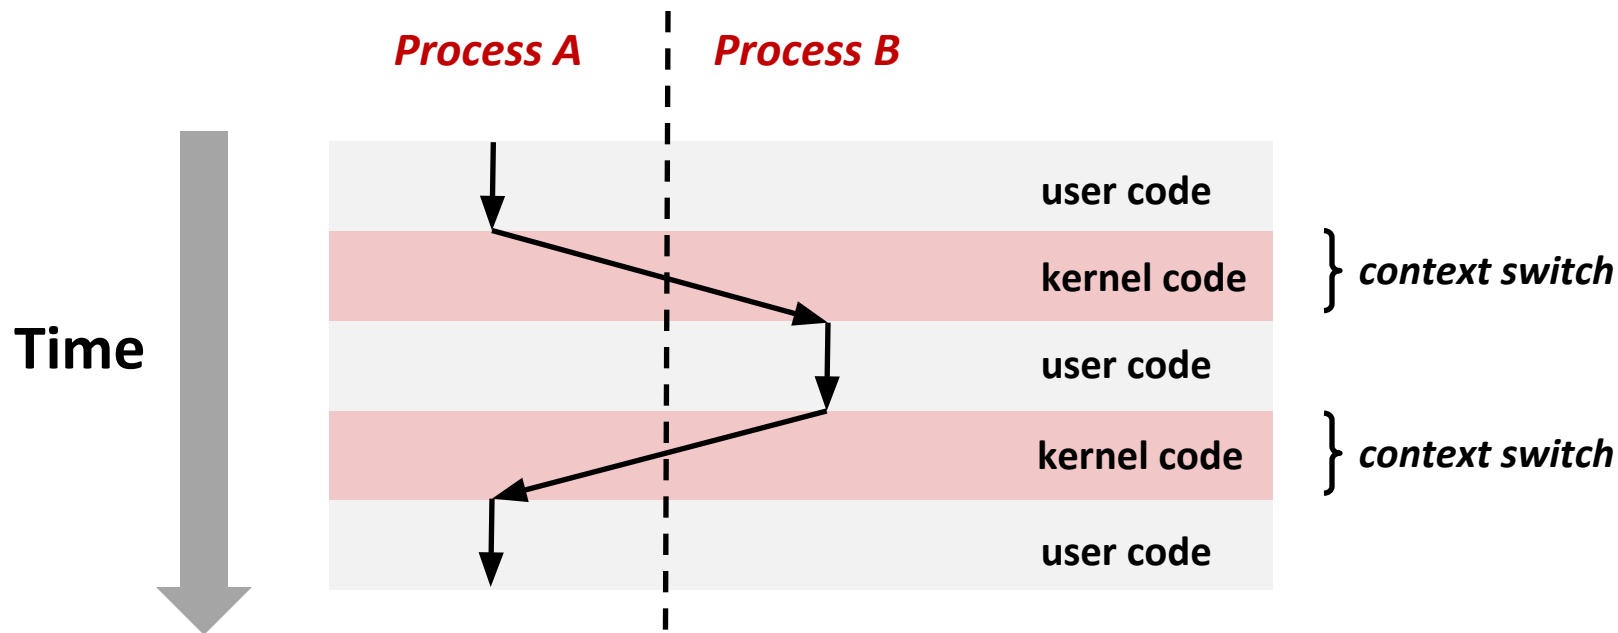 Process A
Process B
user code
kernel code
context switch
Time
user code
kernel code
context switch
user code